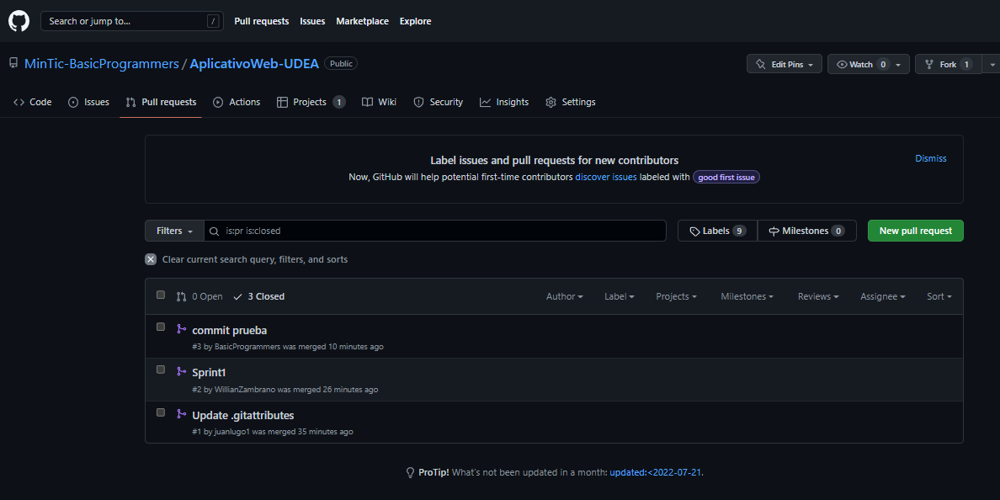 Search or jump to... / Pull requests Issues Marketplace Explore
MinTic-BasicProgrammers / AplicativoWeb-UDEA Public Edit Pins Watch 0 Fork 1
Code Issues Pull requests Actions Projects 1 Wiki Security Insights Settings
Label issues and pull requests for new contributors Dismiss
Now, GitHub will help potential first-time contributors discover issues labeled with good first issue
Filters is:pr is:closed Labels 9 Milestones 0 New pull request
Clear current search query, filters, and sorts
0 Open 3 Closed Author Label Projects Milestones Reviews Assignee Sort
commit prueba
#3 by BasicProgrammers was merged 10 minutes ago
Sprint1
#2 by WillianZambrano was merged 26 minutes ago
Update .gitattributes
#1 by juanlugo1 was merged 35 minutes ago
ProTip! What's not been updated in a month: updated:<2022-07-21.